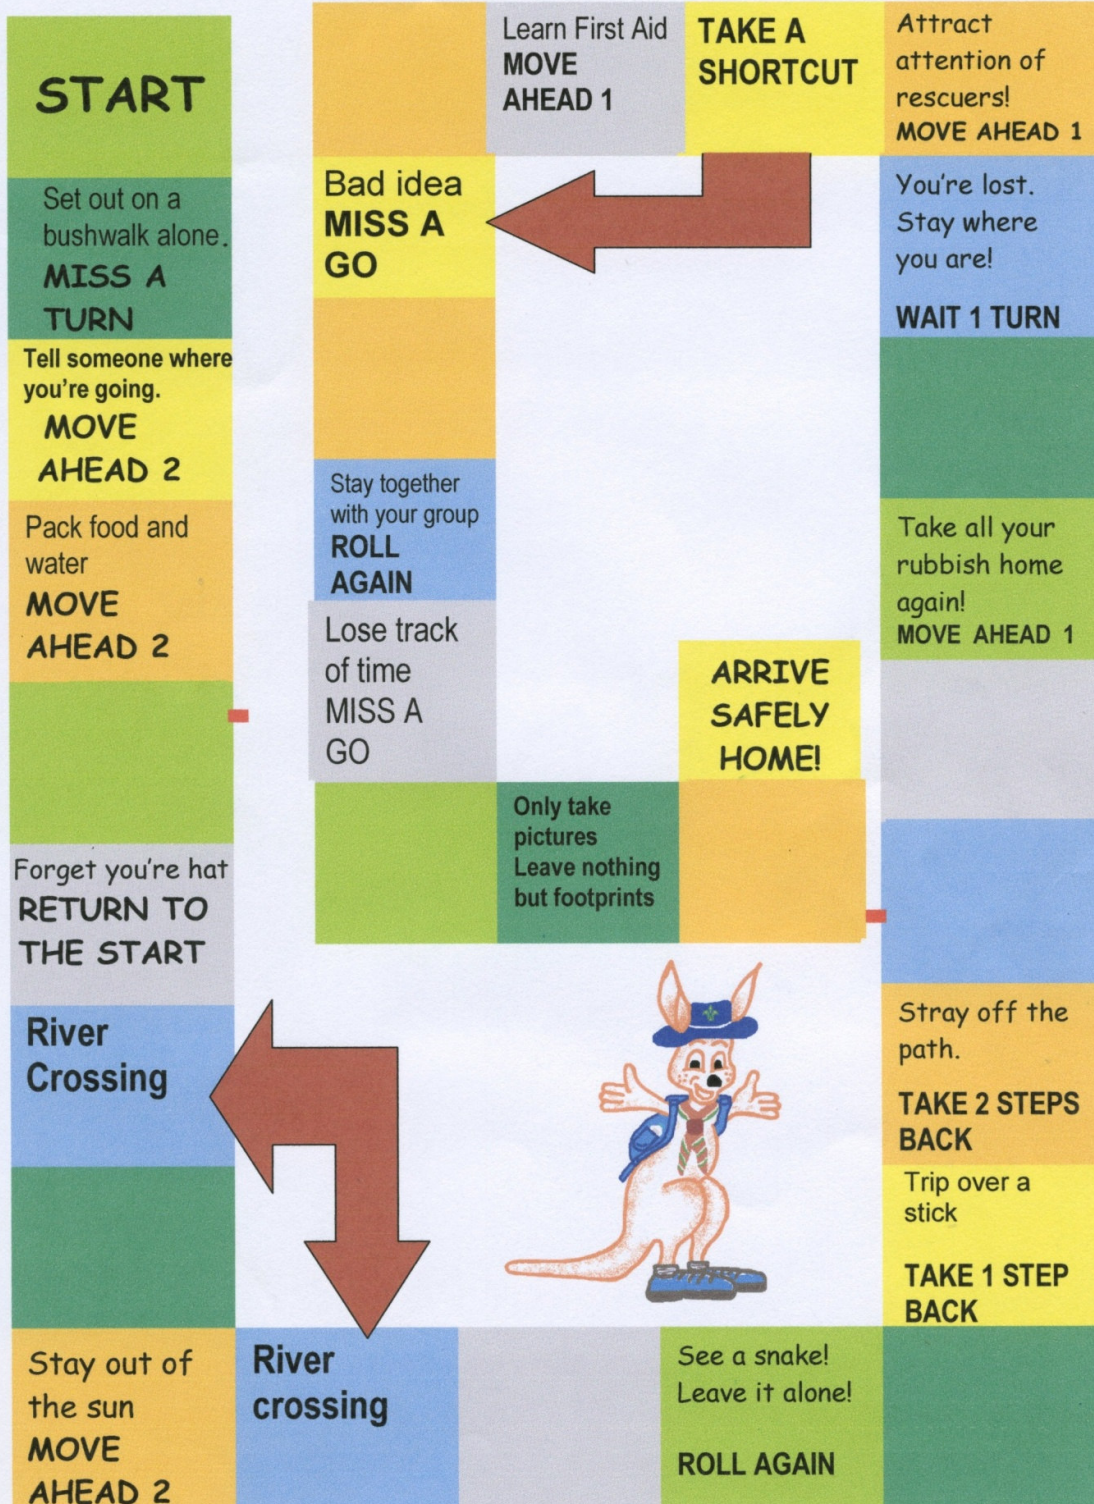 START
Set out on a
bushwalk alone.
MISS A
TURN
Tell someone where
you're going.
MOVE
AHEAD 2
Pack food and
water
MOVE
AHEAD 2
Forget you're hat
RETURN TO
THE START
River
Crossing
Stay out of
the sun
MOVE
AHEAD 2
River
crossing
See a snake!
Leave it alone!
ROLL AGAIN
Trip over a
stick
TAKE 1 STEP
BACK
Stray off the
path.
TAKE 2 STEPS
BACK
Take all your
rubbish home
again!
MOVE AHEAD 1
You're lost.
Stay where
you are!
WAIT 1 TURN
Attract
attention of
rescuers!
MOVE AHEAD 1
TAKE A
SHORTCUT
Learn First Aid
MOVE
AHEAD 1
Bad idea
MISS A
GO
Stay together
with your group
ROLL
AGAIN
Lose track
of time
MISS A
GO
Only take
pictures
Leave nothing
but footprints
ARRIVE
SAFELY
HOME!